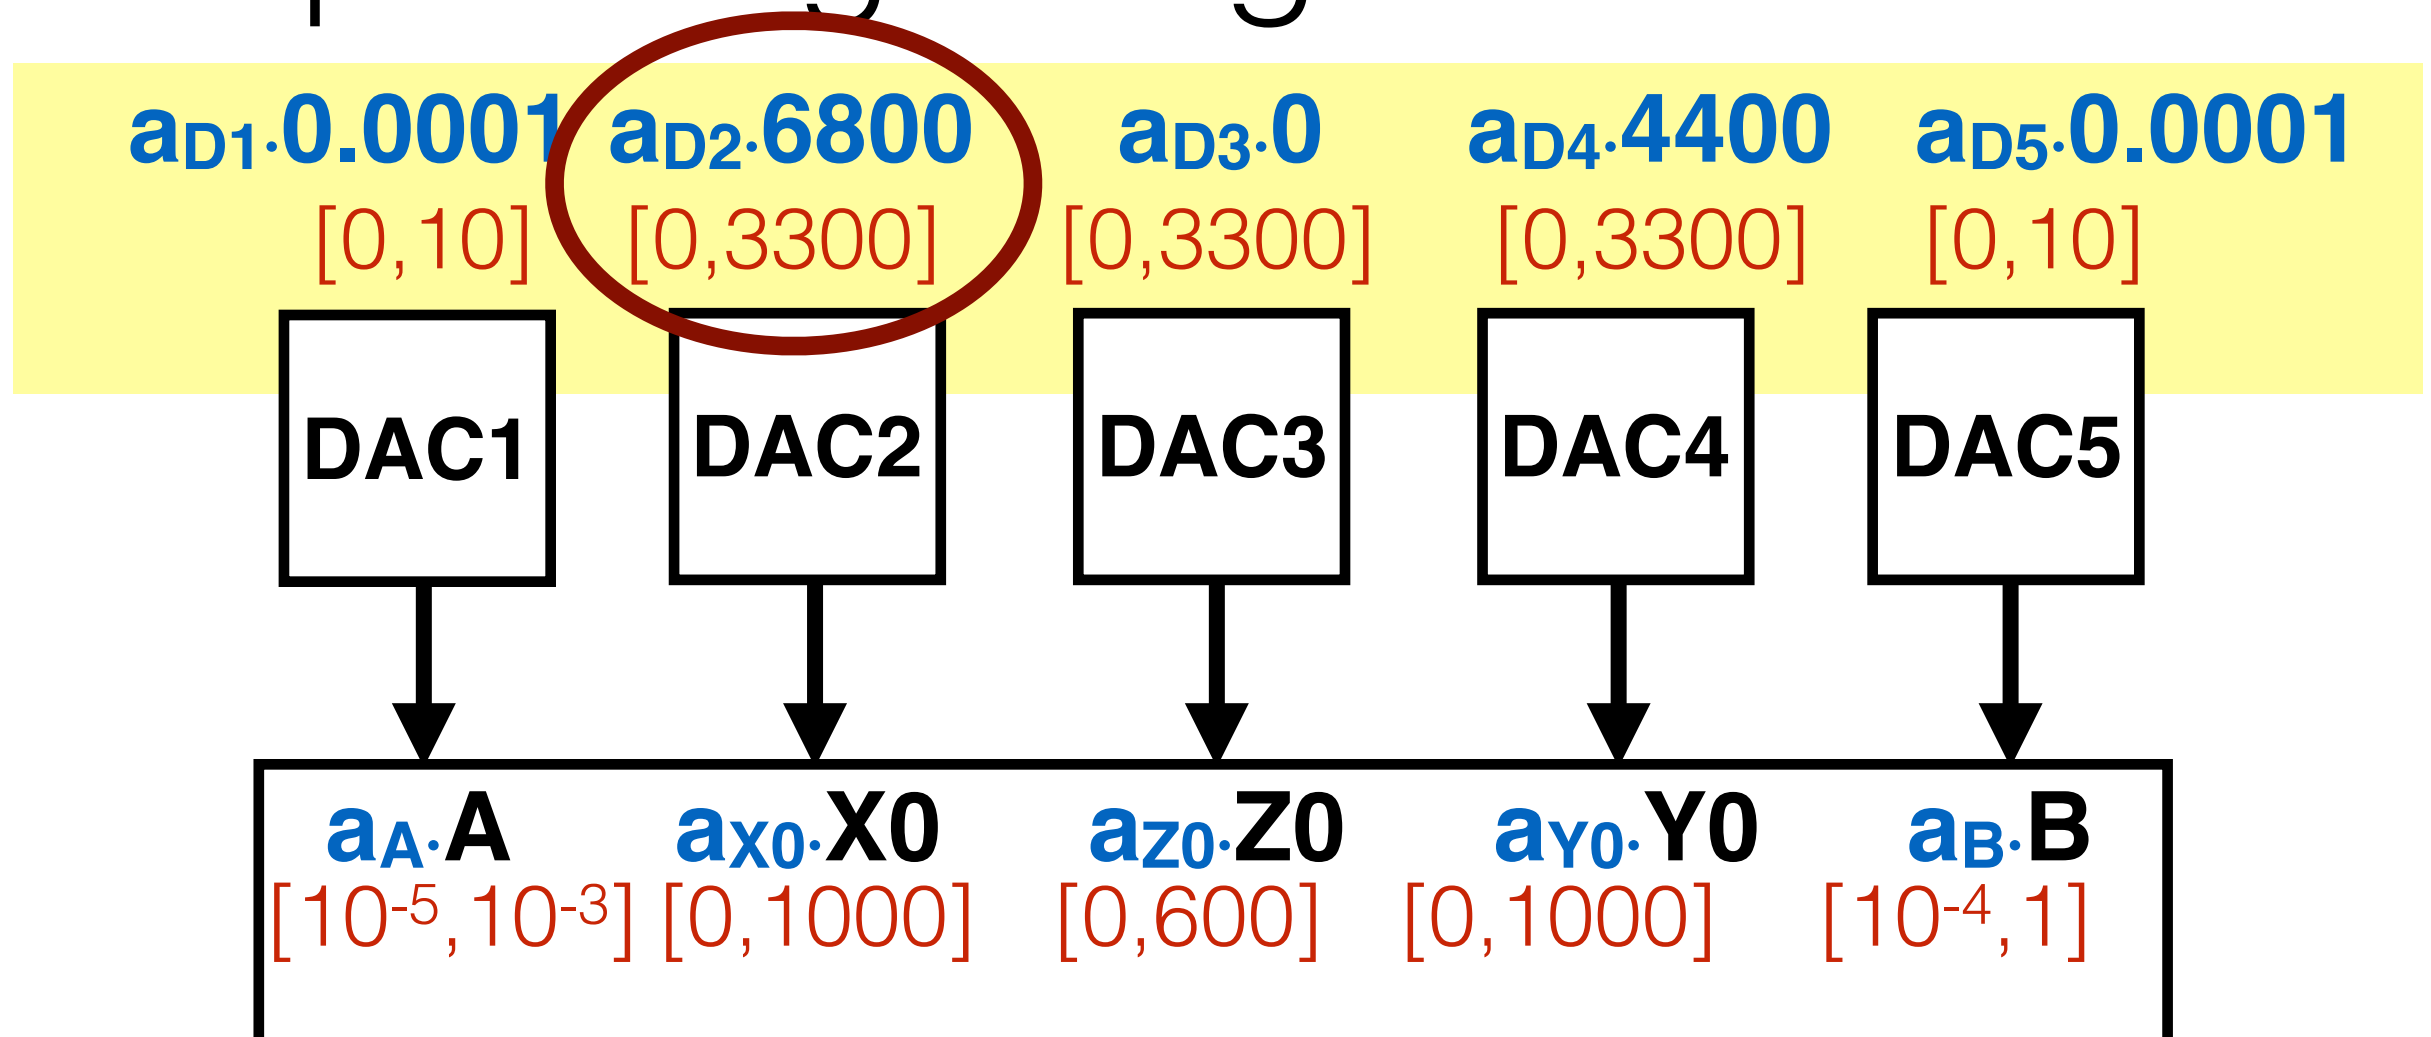 aD1·0.0001 aD2·6800 aD3·0 aD4·4400 aD5·0.0001
[0,10] [0,3300] [0,3300] [0,3300] [0,10]
DAC1 DAC2 DAC3 DAC4 DAC5
aA·A aX0·X0 aZ0·Z0 aY0·Y0 aB·B
[10-5,10-3] [0,1000] [0,600] [0,1000] [10-4,1]